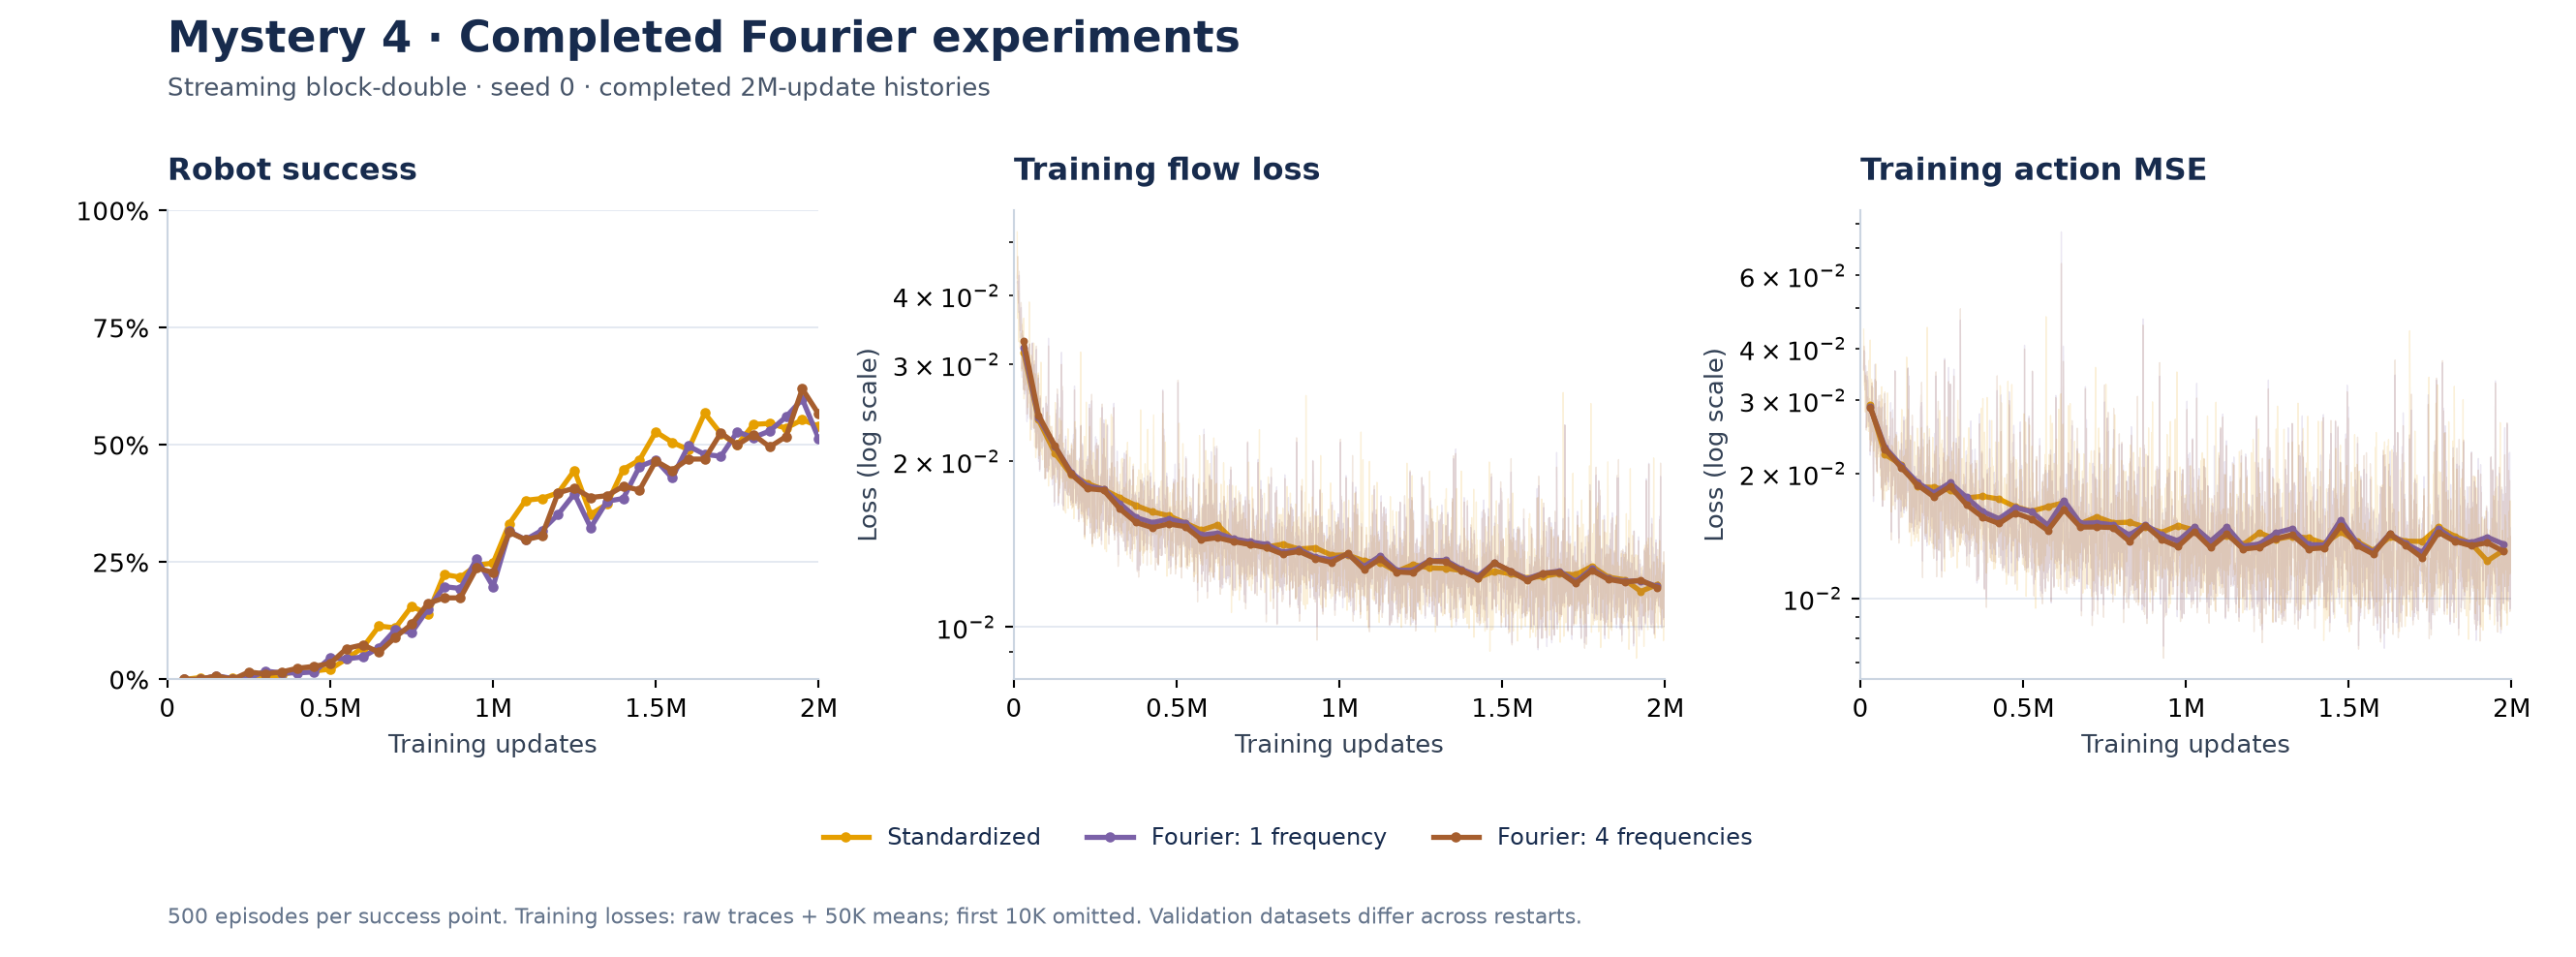 Mystery 4 · Completed Fourier experiments
Streaming block-double · seed 0 · completed 2M-update histories
Robot success
100%
75%
50%
25%
0%
0 0.5M 1M 1.5M 2M
Training updates
Training flow loss
Loss (log scale)
4 × 10⁻²
3 × 10⁻²
2 × 10⁻²
10⁻²
0 0.5M 1M 1.5M 2M
Training updates
Training action MSE
Loss (log scale)
6 × 10⁻²
4 × 10⁻²
3 × 10⁻²
2 × 10⁻²
10⁻²
0 0.5M 1M 1.5M 2M
Training updates
Standardized Fourier: 1 frequency Fourier: 4 frequencies
500 episodes per success point. Training losses: raw traces + 50K means; first 10K omitted. Validation datasets differ across restarts.